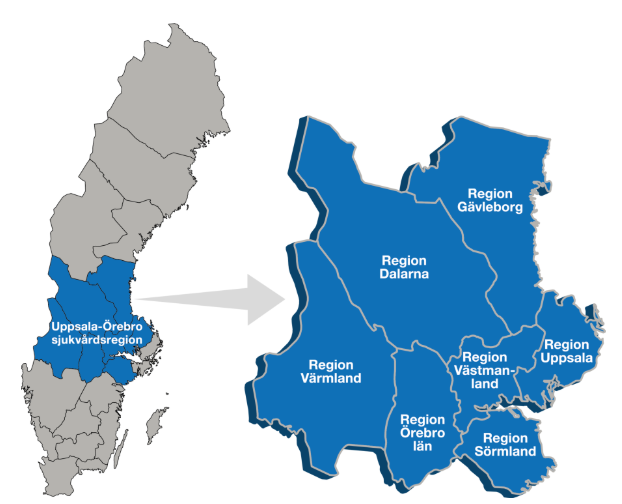 Uppsala-Örebro
sjukvårdsregion
Region
Gävleborg
Region
Dalarna
Region
Värmland
Region
Örebro
län
Region
Västman-
land
Region
Uppsala
Region
Sörmland